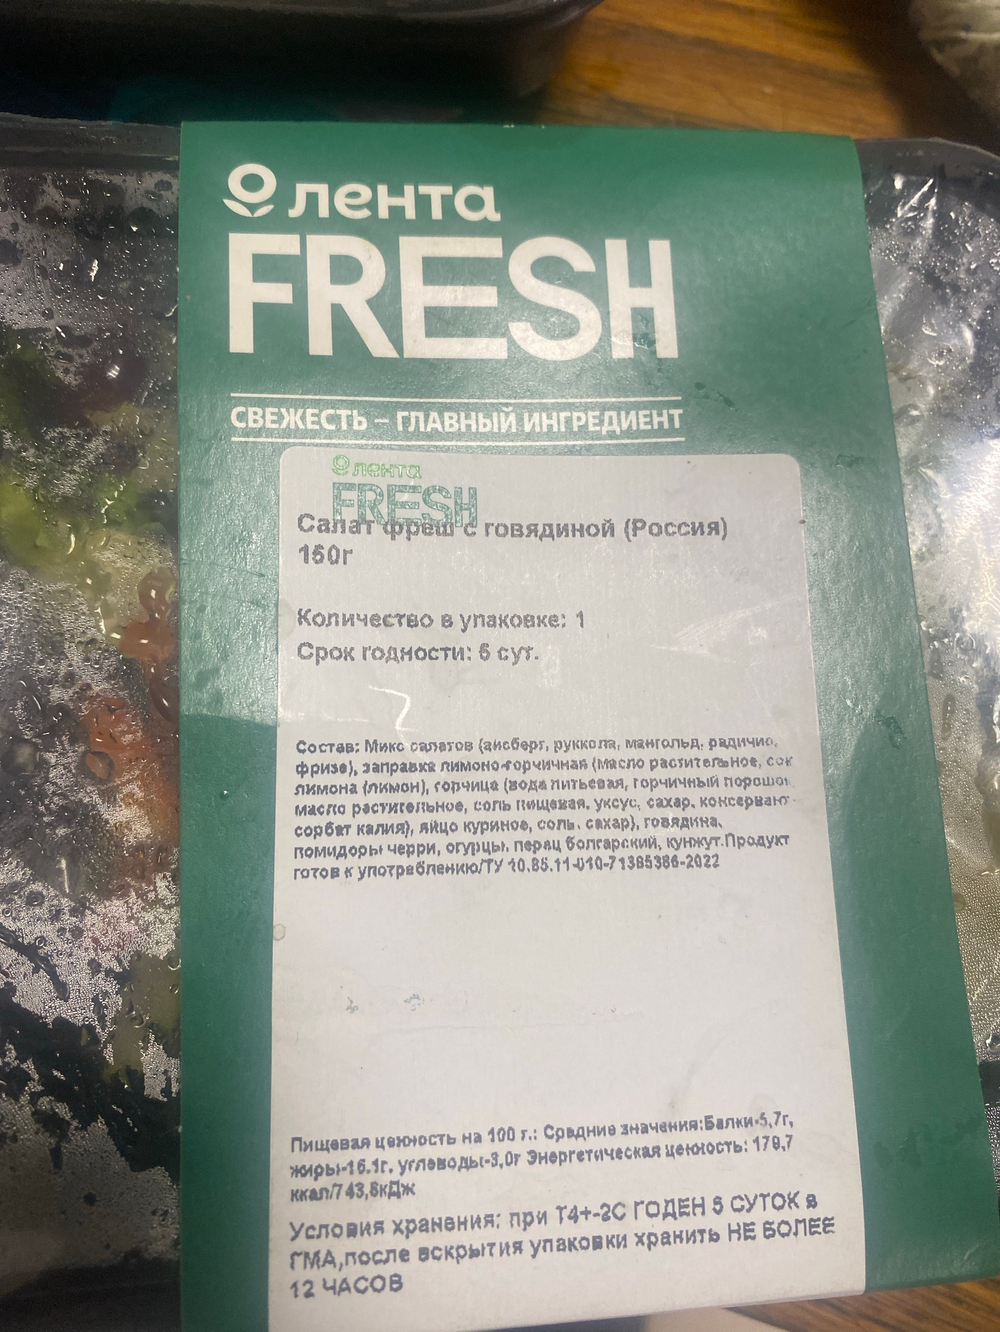 лента
FRESH
СВЕЖЕСТЬ – ГЛАВНЫЙ ИНГРЕДИЕНТ
лента
FRESH
Салат фреш с говядиной (Россия)
150г
Количество в упаковке: 1
Срок годности: 5 сут.
Состав: Микс салатов (айсберг, руккола, мангольд, радичио,
фризе), заправка лимоно-горчичная (масло растительное, сок
лимона (лимон), горчица (вода питьевая, горчичный порошок
масло растительное, соль пищевая, уксус, сахар, консервант
сорбат калия), яйцо куриное, соль, сахар), говядина,
помидоры черри, огурцы, перец болгарский, кунжут.Продукт
готов к употреблению/ТУ 10.85.11-010-71385386-2022
Пищевая ценность на 100 г.: Средние значения:Белки-5,7г,
жиры-16.1г, углеводы-3,0г Энергетическая ценность: 179,7
ккал/743,6кДж
Условия хранения: при Т4+-2С ГОДЕН 5 СУТОК в
ГМА,после вскрытия упаковки хранить НЕ БОЛЕЕ
12 ЧАСОВ